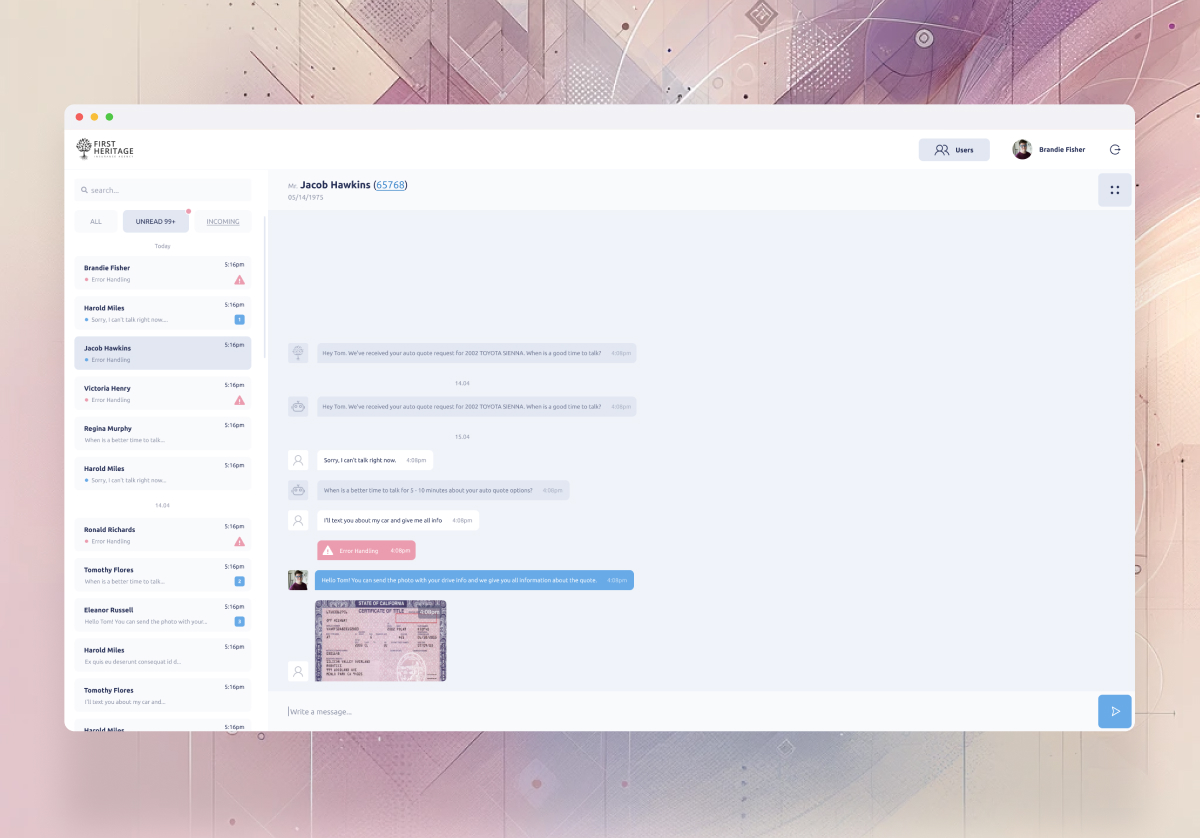 FIRST
HERITAGE
INSURANCE AGENCY
Users
Brandie Fisher
search...
ALL
UNREAD 99+
INCOMING
Today
Brandie Fisher
5:16pm
Error Handling
Harold Miles
5:16pm
Sorry, I can't talk right now....
1
Jacob Hawkins
5:16pm
Error Handling
Victoria Henry
5:16pm
Error Handling
Regina Murphy
5:16pm
When is a better time to talk...
Harold Miles
5:16pm
Sorry, I can't talk right now...
14.04
Ronald Richards
5:16pm
Error Handling
Tomothy Flores
5:16pm
When is a better time to talk...
2
Eleanor Russell
5:16pm
Hello Tom! You can send the photo with your...
3
Harold Miles
5:16pm
Ex quis eu deserunt consequat id d...
Tomothy Flores
5:16pm
I'll text you about my car and...
Harold Miles
5:16pm
Mr. Jacob Hawkins (65768)
05/14/1975
Hey Tom. We've received your auto quote request for 2002 TOYOTA SIENNA. When is a good time to talk? 4:08pm
14.04
Hey Tom. We've received your auto quote request for 2002 TOYOTA SIENNA. When is a good time to talk? 4:08pm
15.04
Sorry, I can't talk right now. 4:08pm
When is a better time to talk for 5 - 10 minutes about your auto quote options? 4:08pm
I'll text you about my car and give me all info 4:08pm
Error Handling 4:08pm
Hello Tom! You can send the photo with your drive info and we give you all information about the quote. 4:08pm
STATE OF CALIFORNIA
CERTIFICATE OF TITLE
4:08pm
Write a message...